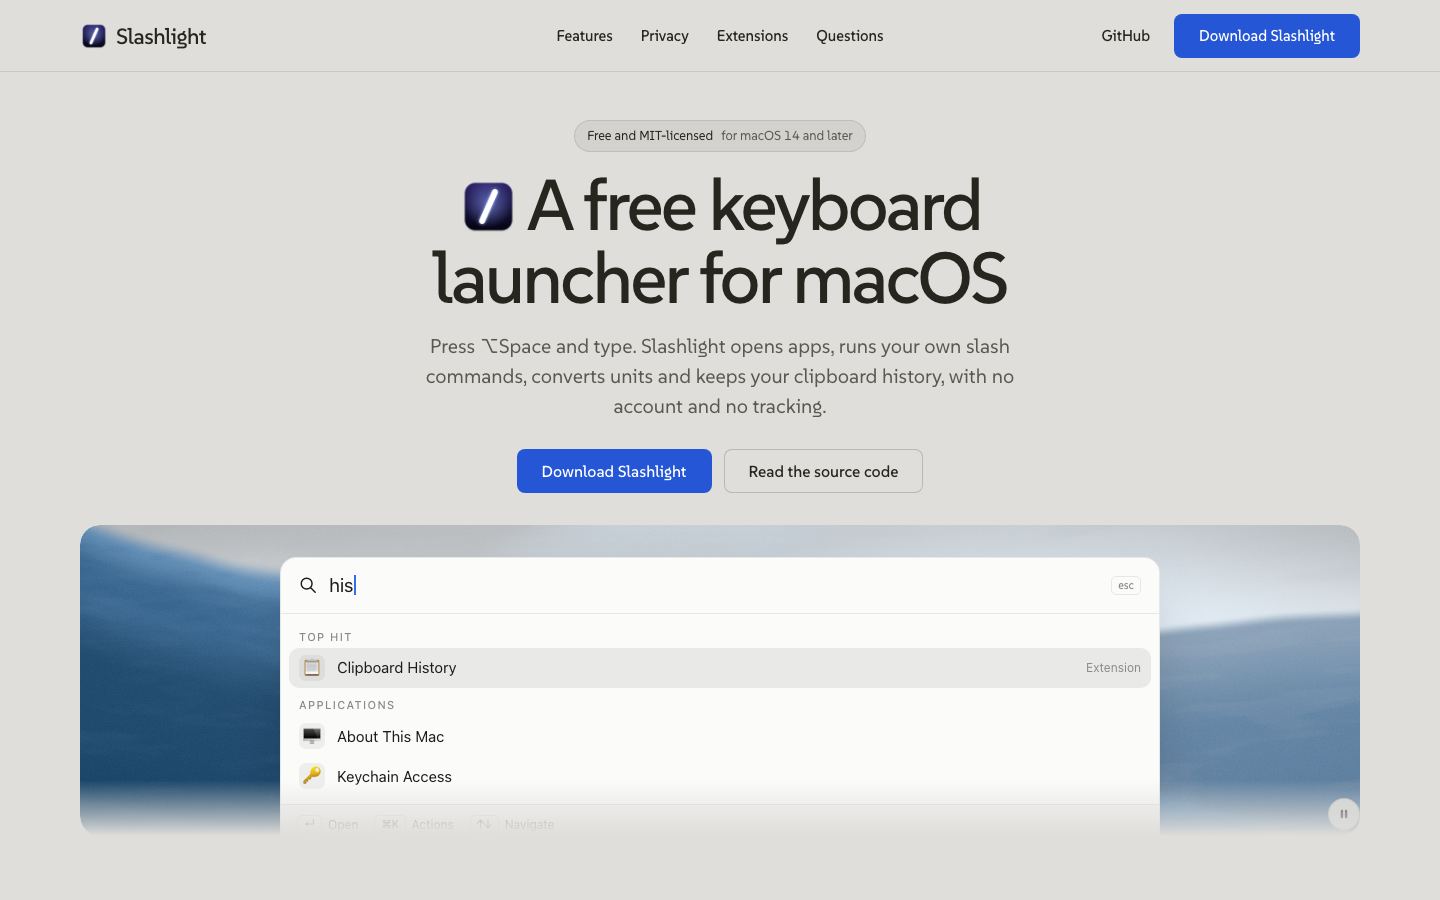 Slashlight
Features
Privacy
Extensions
Questions
GitHub
Download Slashlight
Free and MIT-licensed for macOS 14 and later
A free keyboard
launcher for macOS
Press ⌥Space and type. Slashlight opens apps, runs your own slash
commands, converts units and keeps your clipboard history, with no
account and no tracking.
Download Slashlight
Read the source code
his
esc
TOP HIT
Clipboard History
Extension
APPLICATIONS
About This Mac
Keychain Access
↵ Open ⌘K Actions ↑↓ Navigate